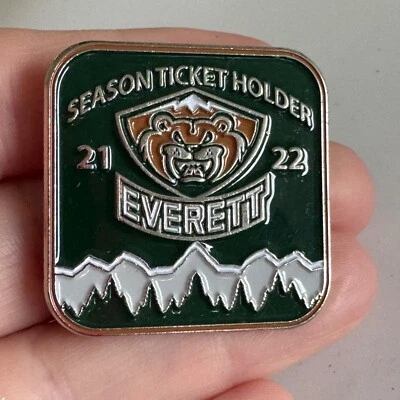 SEASON TICKET HOLDER
21 22
EVERETT